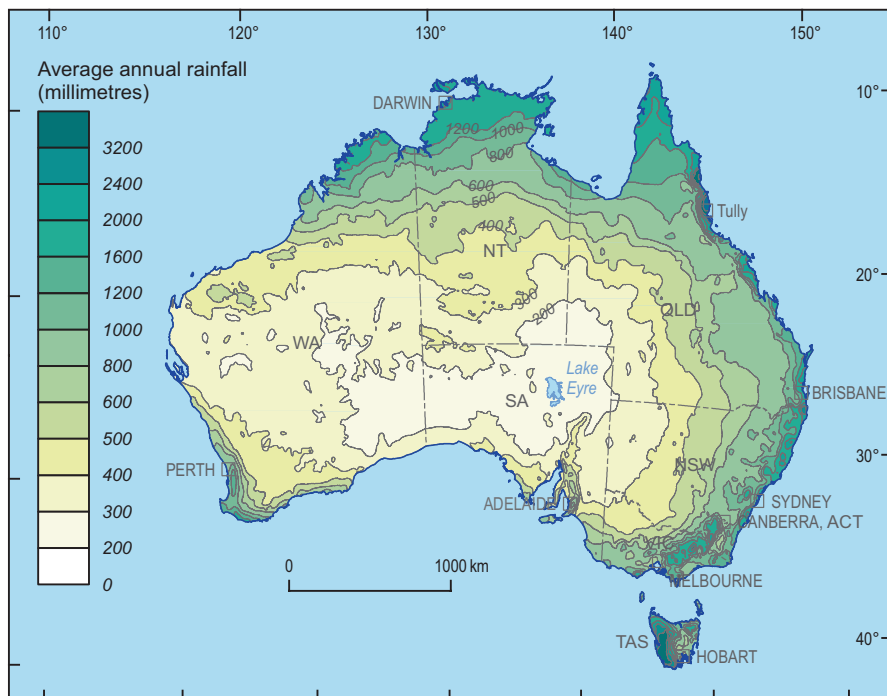 110°
120°
130°
140°
150°
Average annual rainfall
(millimetres)
3200
2400
2000
1600
1200
1000
800
600
500
400
300
200
0
10°
20°
30°
40°
DARWIN
1200
1000
800
600
500
400
NT
300
200
Tully
QLD
WA
Lake
Eyre
SA
BRISBANE
PERTH
NSW
ADELAIDE
SYDNEY
CANBERRA, ACT
VIC
MELBOURNE
0
1000 km
TAS
HOBART